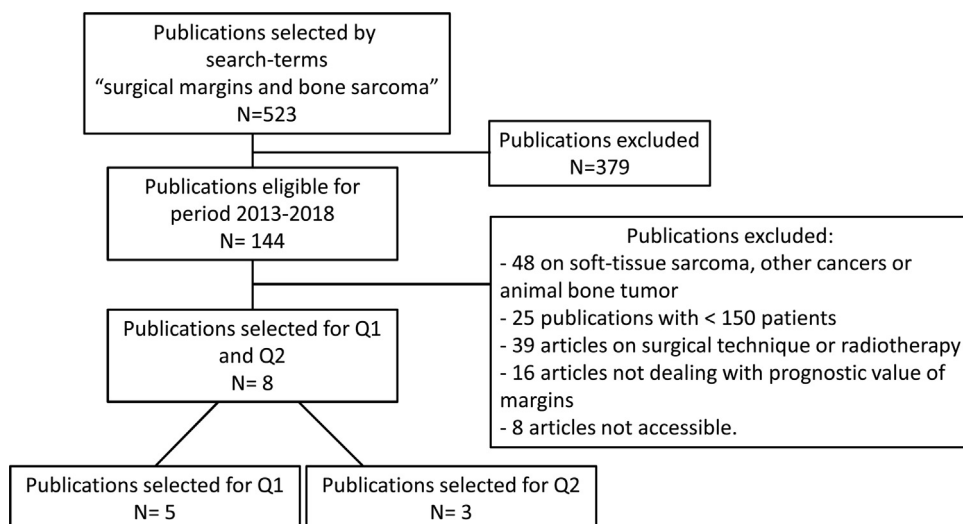 Publications selected by
search-terms
“surgical margins and bone sarcoma”
N=523
Publications excluded
N=379
Publications eligible for
period 2013-2018
N= 144
Publications excluded:
- 48 on soft-tissue sarcoma, other cancers or
animal bone tumor
- 25 publications with < 150 patients
- 39 articles on surgical technique or radiotherapy
- 16 articles not dealing with prognostic value of
margins
- 8 articles not accessible.
Publications selected for Q1
and Q2
N= 8
Publications selected for Q1
N= 5
Publications selected for Q2
N= 3